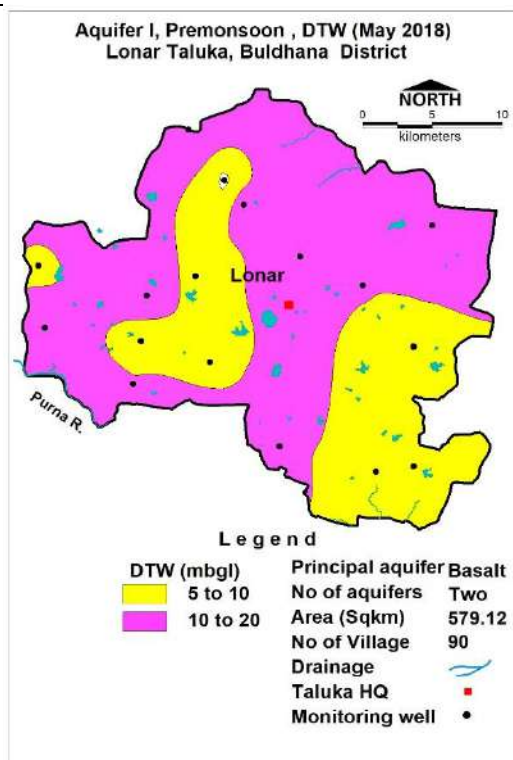 Aquifer I, Premonsoon , DTW (May 2018)
Lonar Taluka, Buldhana District
NORTH
0 5 10
kilometers
Lonar
Purna R.
Legend
DTW (mbgl)
5 to 10
10 to 20
Principal aquifer Basalt
No of aquifers Two
Area (Sqkm) 579.12
No of Village 90
Drainage
Taluka HQ
Monitoring well